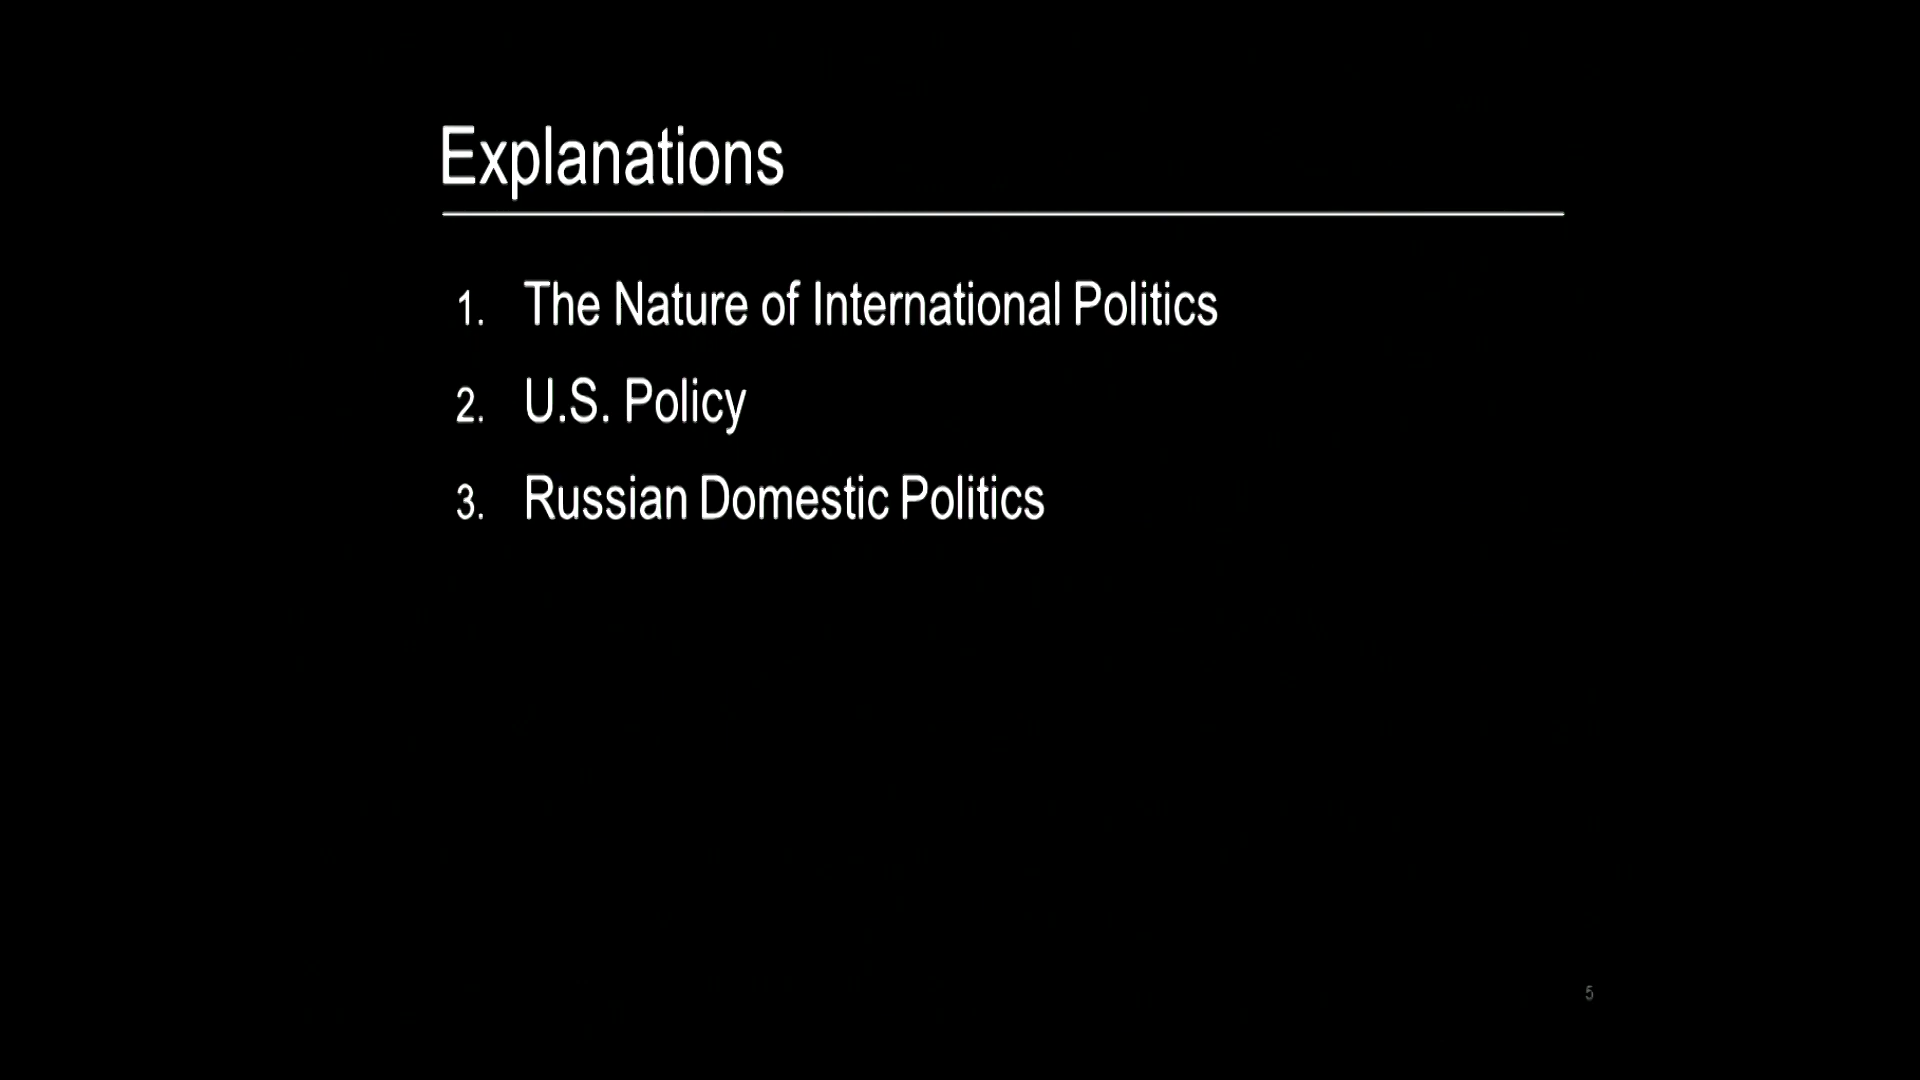 Explanations
1. The Nature of International Politics
2. U.S. Policy
3. Russian Domestic Politics
5